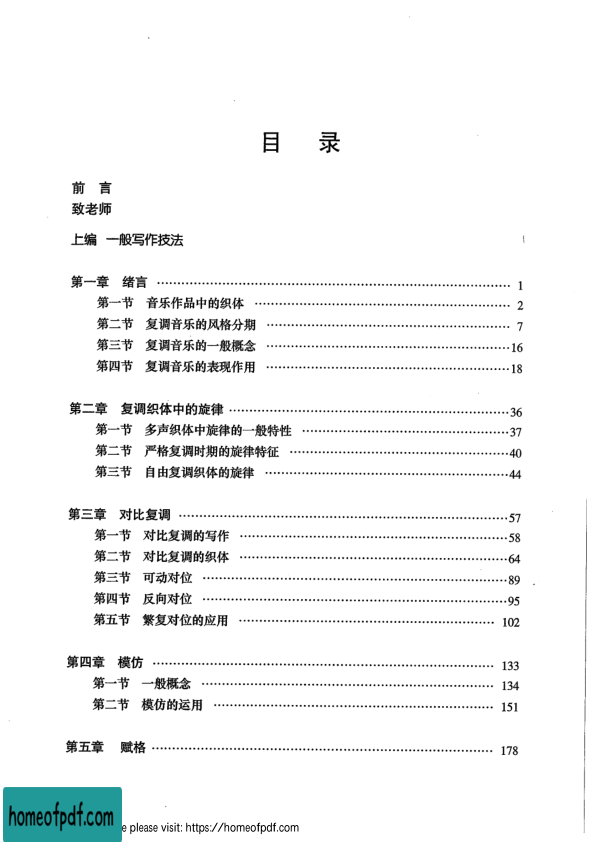 目 录
前 言
致老师
上编 一般写作技法
第一章 绪言 …… 1
第一节 音乐作品中的织体 …… 2
第二节 复调音乐的风格分期 …… 7
第三节 复调音乐的一般概念 …… 16
第四节 复调音乐的表现作用 …… 18
第二章 复调织体中的旋律 …… 36
第一节 多声织体中旋律的一般特性 …… 37
第二节 严格复调时期的旋律特征 …… 40
第三节 自由复调织体的旋律 …… 44
第三章 对比复调 …… 57
第一节 对比复调的写作 …… 58
第二节 对比复调的织体 …… 64
第三节 可动对位 …… 89
第四节 反向对位 …… 95
第五节 繁复对位的应用 …… 102
第四章 模仿 …… 133
第一节 一般概念 …… 134
第二节 模仿的运用 …… 151
第五章 赋格 …… 178
homeofpdf.com
e please visit: https://homeofpdf.com